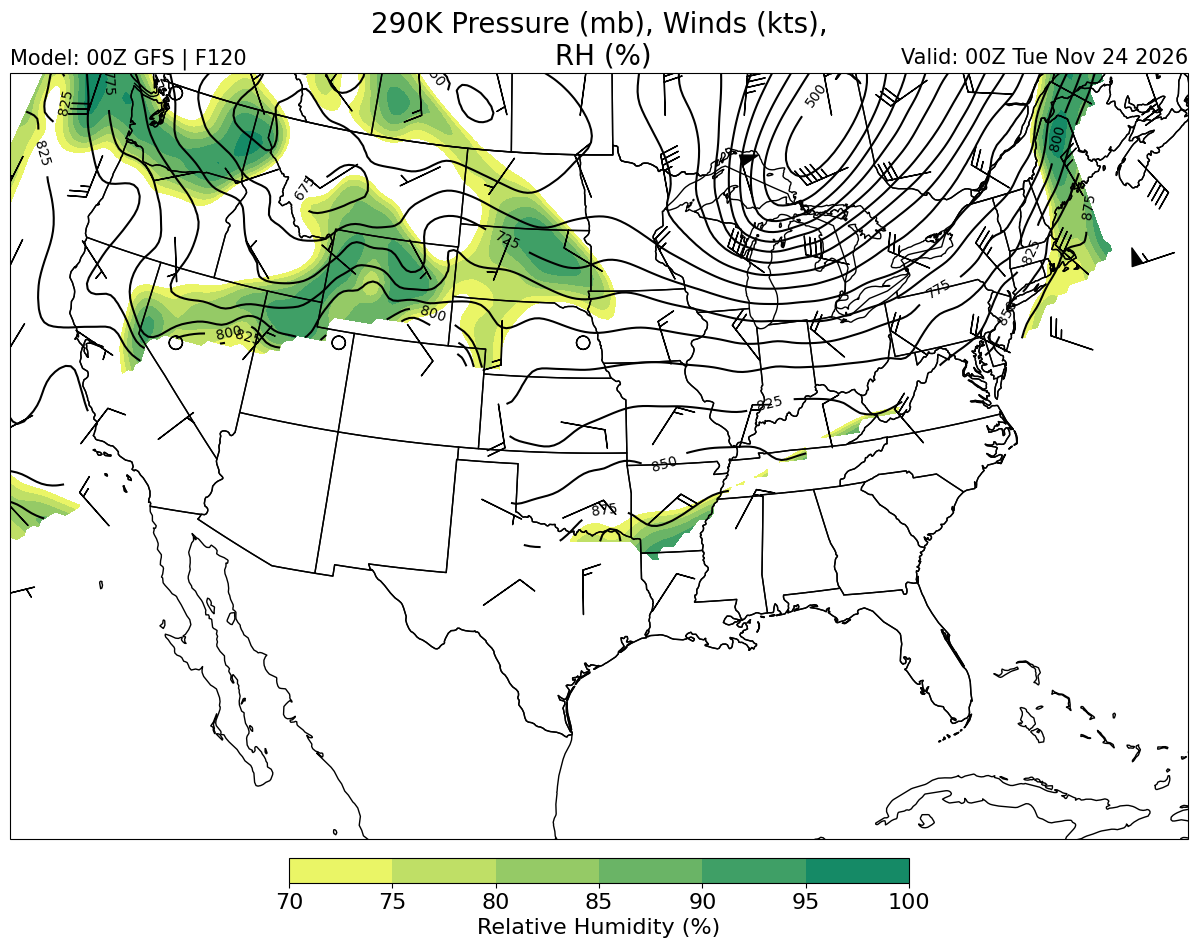 290K Pressure (mb), Winds (kts),
RH (%)
Model: 00Z GFS | F120
Valid: 00Z Tue Nov 24 2026
825
825
675
500
800
875
725
825
775
800
800
825
825
850
875
70 75 80 85 90 95 100
Relative Humidity (%)